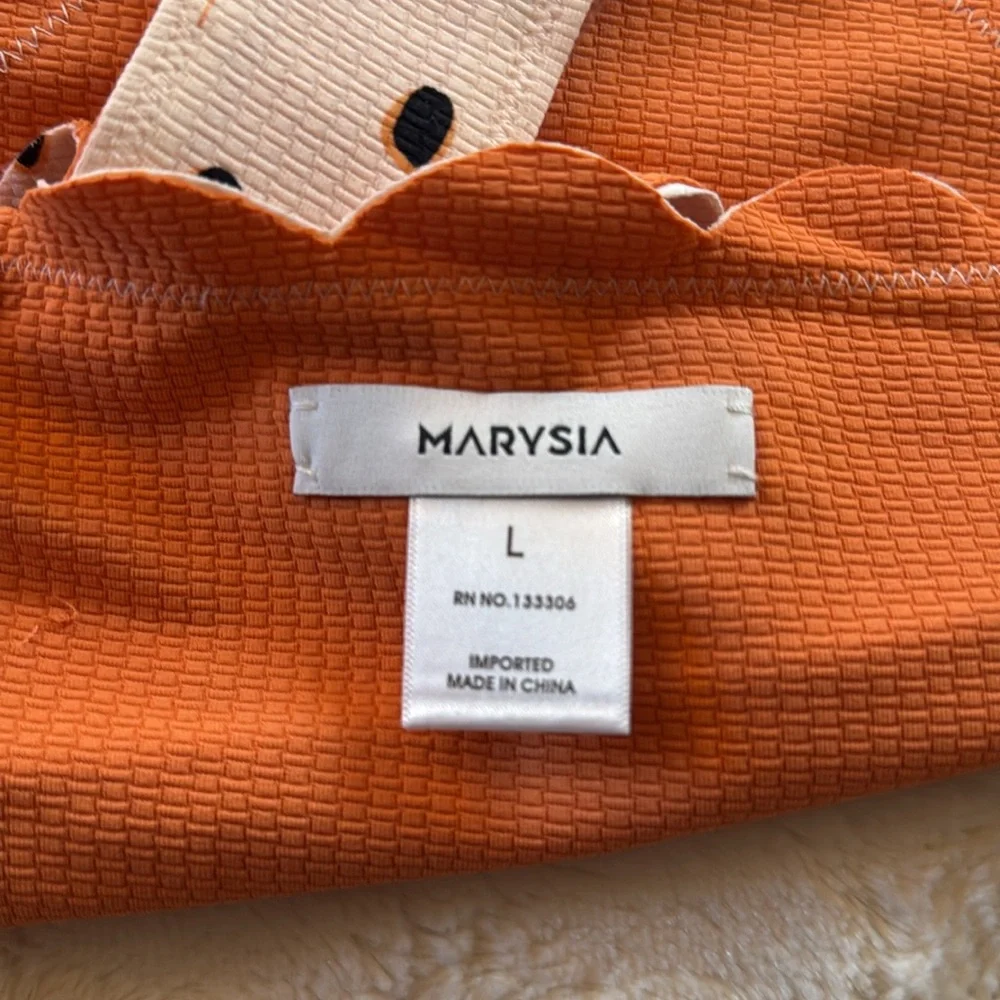 MARYSIA
L
RN NO.133306
IMPORTED
MADE IN CHINA